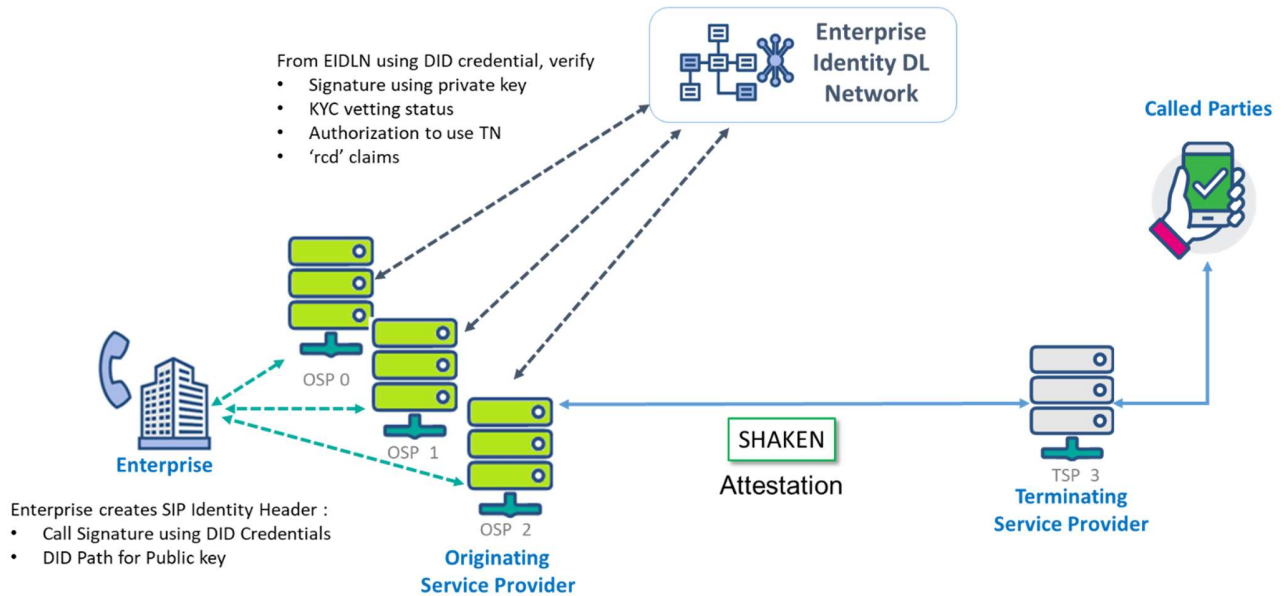 From EIDLN using DID credential, verify
• Signature using private key
• KYC vetting status
• Authorization to use TN
• ‘rcd’ claims
Enterprise
Identity DL
Network
Called Parties
OSP 0
OSP 1
OSP 2
Enterprise
Enterprise creates SIP Identity Header :
• Call Signature using DID Credentials
• DID Path for Public key
Originating
Service Provider
SHAKEN
Attestation
TSP 3
Terminating
Service Provider